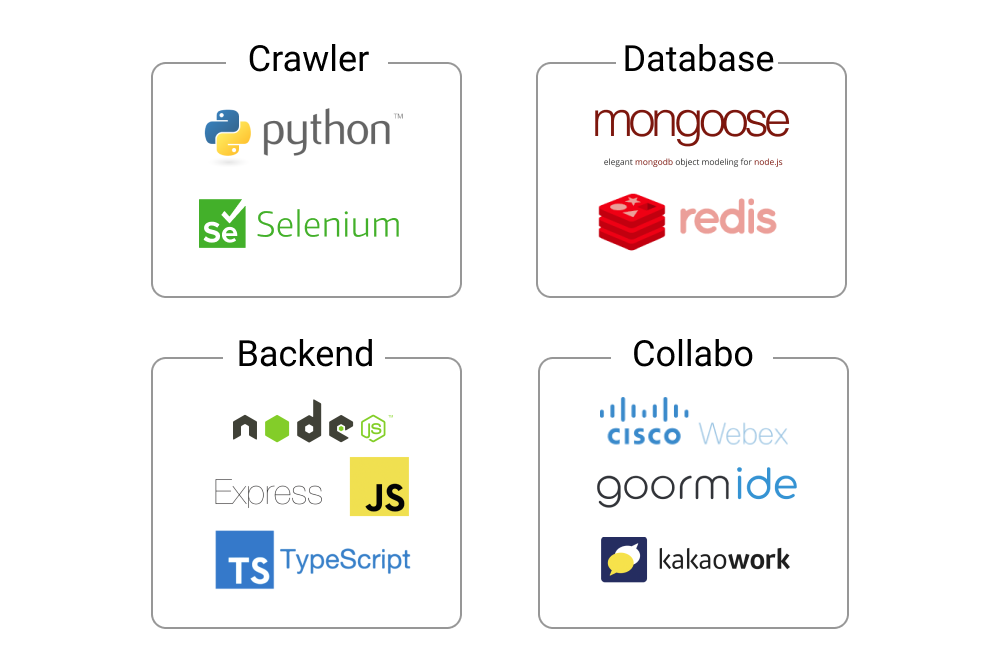 Crawler
python™
Se Selenium
Database
mongoose
elegant mongodb object modeling for node.js
redis
Backend
node JS™
Express JS
TS TypeScript
Collabo
CISCO Webex
goormide
kakaowork